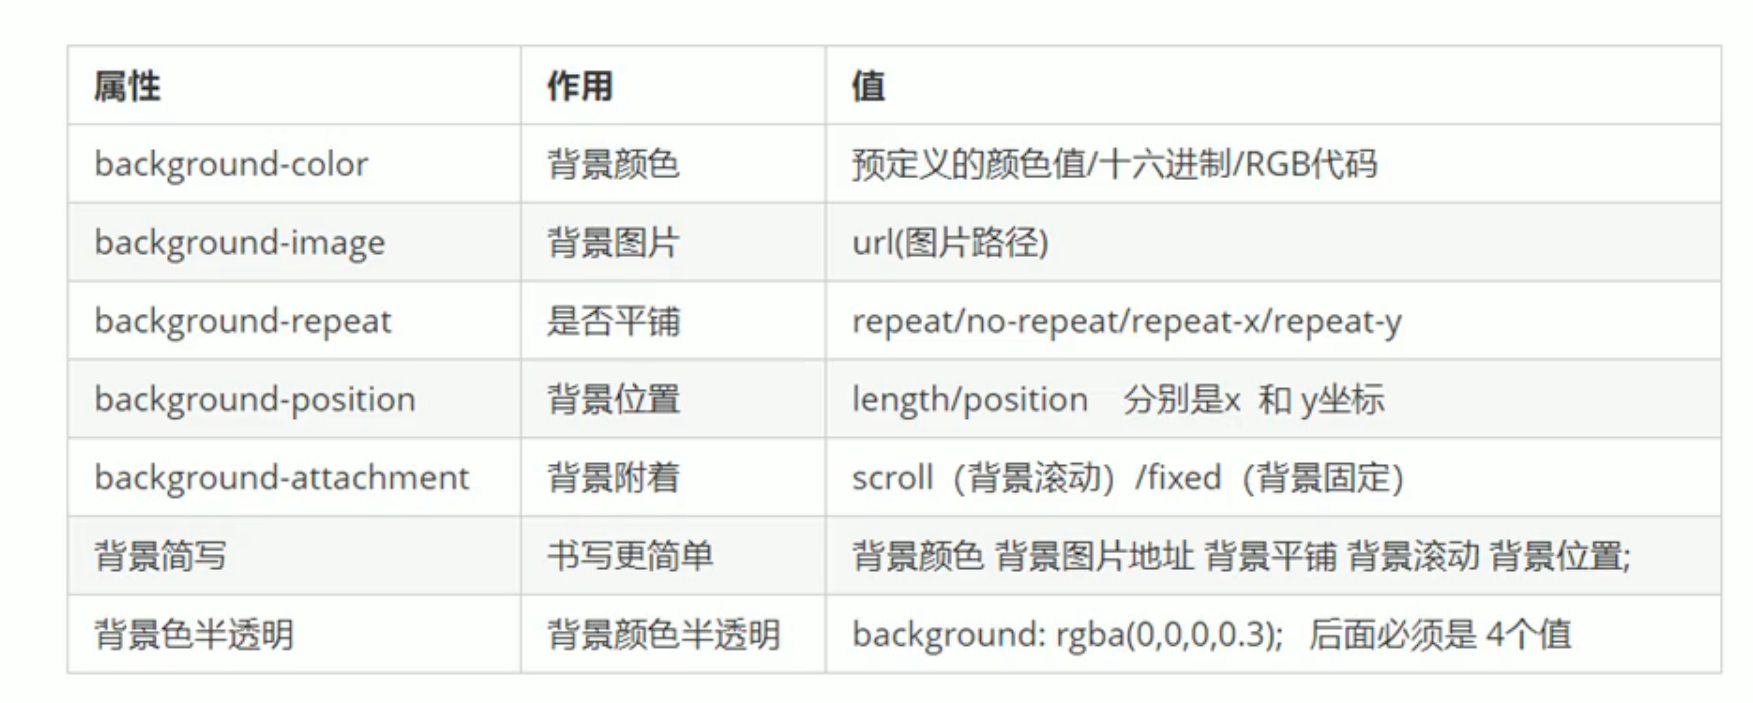 属性 作用 值
background-color 背景颜色 预定义的颜色值/十六进制/RGB代码
background-image 背景图片 url(图片路径)
background-repeat 是否平铺 repeat/no-repeat/repeat-x/repeat-y
background-position 背景位置 length/position 分别是x 和 y坐标
background-attachment 背景附着 scroll（背景滚动）/fixed（背景固定）
背景简写 书写更简单 背景颜色 背景图片地址 背景平铺 背景滚动 背景位置;
背景色半透明 背景颜色半透明 background: rgba(0,0,0,0.3); 后面必须是 4个值